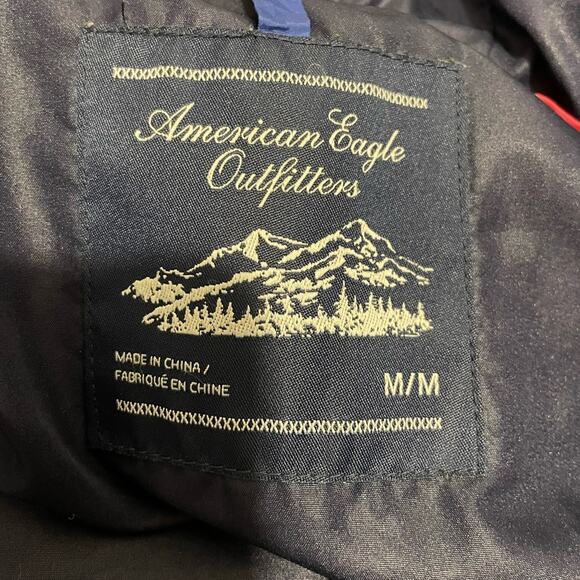 American Eagle
Outfitters
MADE IN CHINA /
FABRIQUÉ EN CHINE
M/M